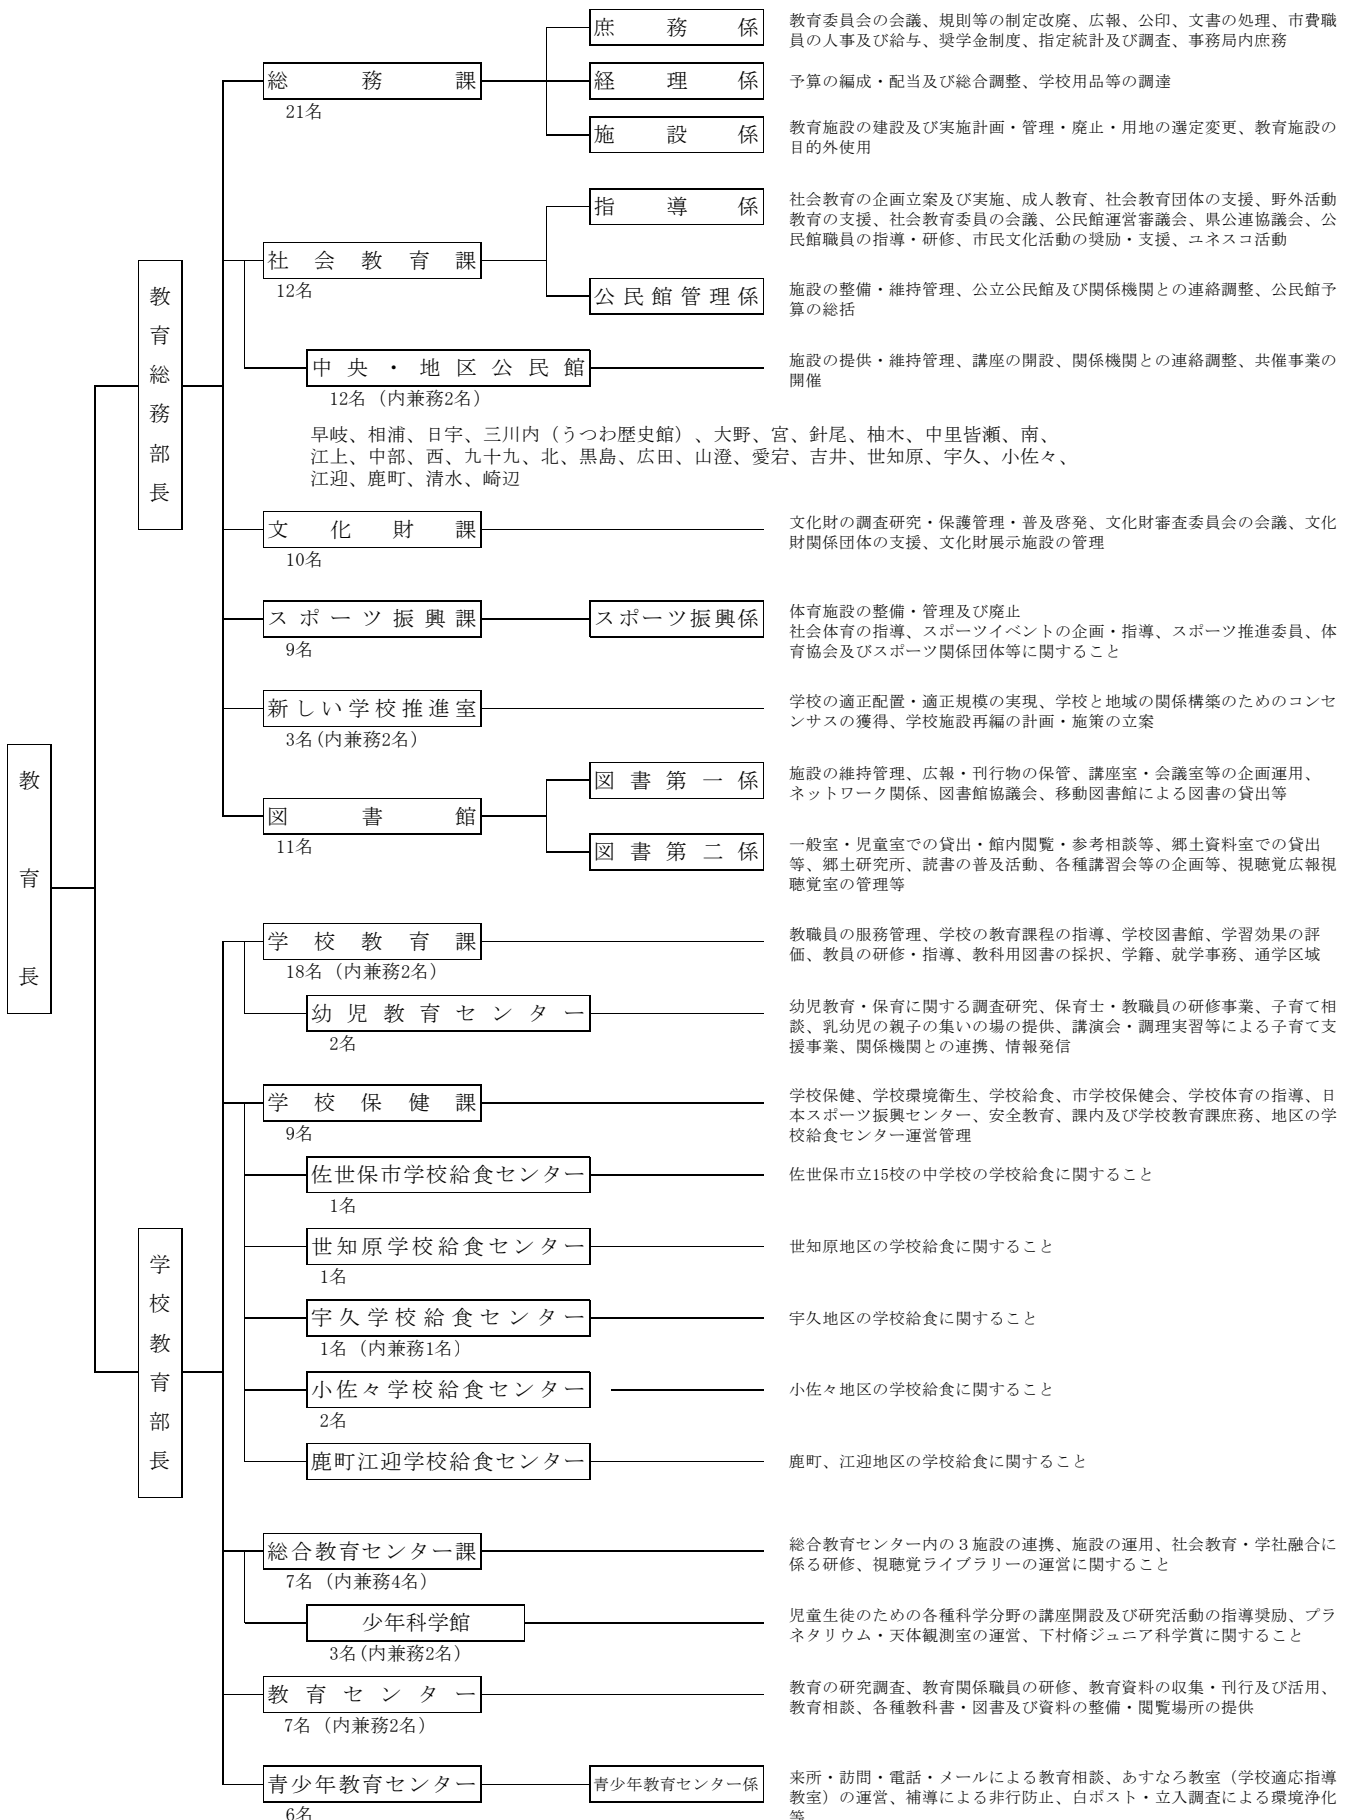 教育長
教育総務部長
総務課
21名
庶務係
教育委員会の会議、規則等の制定改廃、広報、公印、文書の処理、市費職
員の人事及び給与、奨学金制度、指定統計及び調査、事務局内庶務
経理係
予算の編成・配当及び総合調整、学校用品等の調達
施設係
教育施設の建設及び実施計画・管理・廃止・用地の選定変更、教育施設の
目的外使用
社会教育課
12名
指導係
社会教育の企画立案及び実施、成人教育、社会教育団体の支援、野外活動
教育の支援、社会教育委員の会議、公民館運営審議会、県公連協議会、公
民館職員の指導・研修、市民文化活動の奨励・支援、ユネスコ活動
公民館管理係
施設の整備・維持管理、公立公民館及び関係機関との連絡調整、公民館予
算の総括
中央・地区公民館
12名（内兼務2名）
施設の提供・維持管理、講座の開設、関係機関との連絡調整、共催事業の
開催
早岐、相浦、日宇、三川内（うつわ歴史館）、大野、宮、針尾、柚木、中里皆瀬、南、
江上、中部、西、九十九、北、黒島、広田、山澄、愛宕、吉井、世知原、宇久、小佐々、
江迎、鹿町、清水、崎辺
文化財課
10名
文化財の調査研究・保護管理・普及啓発、文化財審査委員会の会議、文化
財関係団体の支援、文化財展示施設の管理
スポーツ振興課
9名
スポーツ振興係
体育施設の整備・管理及び廃止
社会体育の指導、スポーツイベントの企画・指導、スポーツ推進委員、体
育協会及びスポーツ関係団体等に関すること
新しい学校推進室
3名(内兼務2名)
学校の適正配置・適正規模の実現、学校と地域の関係構築のためのコンセ
ンサスの獲得、学校施設再編の計画・施策の立案
図書館
11名
図書第一係
施設の維持管理、広報・刊行物の保管、講座室・会議室等の企画運用、
ネットワーク関係、図書館協議会、移動図書館による図書の貸出等
図書第二係
一般室・児童室での貸出・館内閲覧・参考相談等、郷土資料室での貸出
等、郷土研究所、読書の普及活動、各種講習会等の企画等、視聴覚広報視
聴覚室の管理等
学校教育部長
学校教育課
18名（内兼務2名）
教職員の服務管理、学校の教育課程の指導、学校図書館、学習効果の評
価、教員の研修・指導、教科用図書の採択、学籍、就学事務、通学区域
幼児教育センター
2名
幼児教育・保育に関する調査研究、保育士・教職員の研修事業、子育て相
談、乳幼児の親子の集いの場の提供、講演会・調理実習等による子育て支
援事業、関係機関との連携、情報発信
学校保健課
9名
学校保健、学校環境衛生、学校給食、市学校保健会、学校体育の指導、日
本スポーツ振興センター、安全教育、課内及び学校教育課庶務、地区の学
校給食センター運営管理
佐世保市学校給食センター
1名
佐世保市立15校の中学校の学校給食に関すること
世知原学校給食センター
1名
世知原地区の学校給食に関すること
宇久学校給食センター
1名（内兼務1名）
宇久地区の学校給食に関すること
小佐々学校給食センター
2名
小佐々地区の学校給食に関すること
鹿町江迎学校給食センター
鹿町、江迎地区の学校給食に関すること
総合教育センター課
7名（内兼務4名）
総合教育センター内の３施設の連携、施設の運用、社会教育・学社融合に
係る研修、視聴覚ライブラリーの運営に関すること
少年科学館
3名(内兼務2名)
児童生徒のための各種科学分野の講座開設及び研究活動の指導奨励、プラ
ネタリウム・天体観測室の運営、下村脩ジュニア科学賞に関すること
教育センター
7名（内兼務2名）
教育の研究調査、教育関係職員の研修、教育資料の収集・刊行及び活用、
教育相談、各種教科書・図書及び資料の整備・閲覧場所の提供
青少年教育センター
6名
青少年教育センター係
来所・訪問・電話・メールによる教育相談、あすなろ教室（学校適応指導
教室）の運営、補導による非行防止、白ポスト・立入調査による環境浄化
等